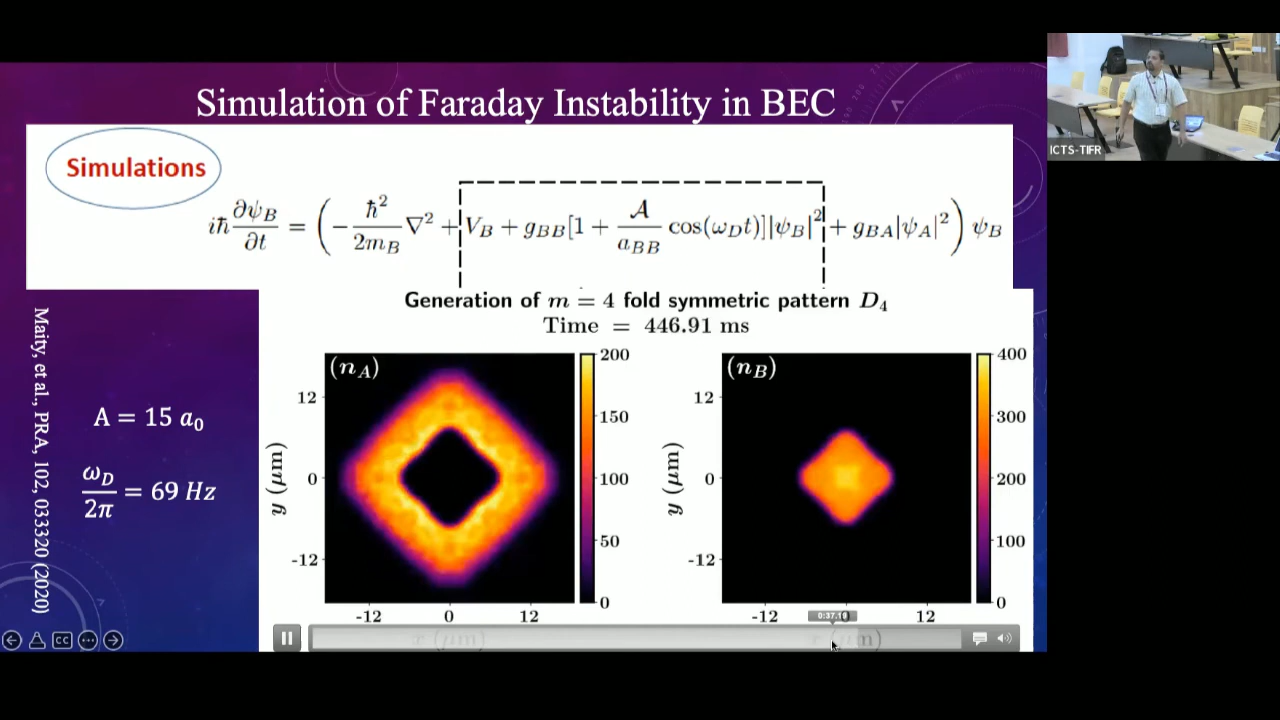 Simulation of Faraday Instability in BEC
Simulations
iħ ∂ψ_B/∂t = (−ħ²/2m_B ∇² + V_B + g_BB[1 + 𝒜/a_BB cos(ω_D t)]|ψ_B|² + g_BA|ψ_A|²) ψ_B
Generation of m = 4 fold symmetric pattern D₄
Time = 446.91 ms
Maity, et al., PRA, 102, 033320 (2020)
A = 15 a₀
ω_D/2π = 69 Hz
(n_A)
y (μm)
12
0
-12
-12 0 12
200
150
100
50
0
(n_B)
y (μm)
12
0
-12
-12 12
400
300
200
100
0
CC
ICTS-TIFR